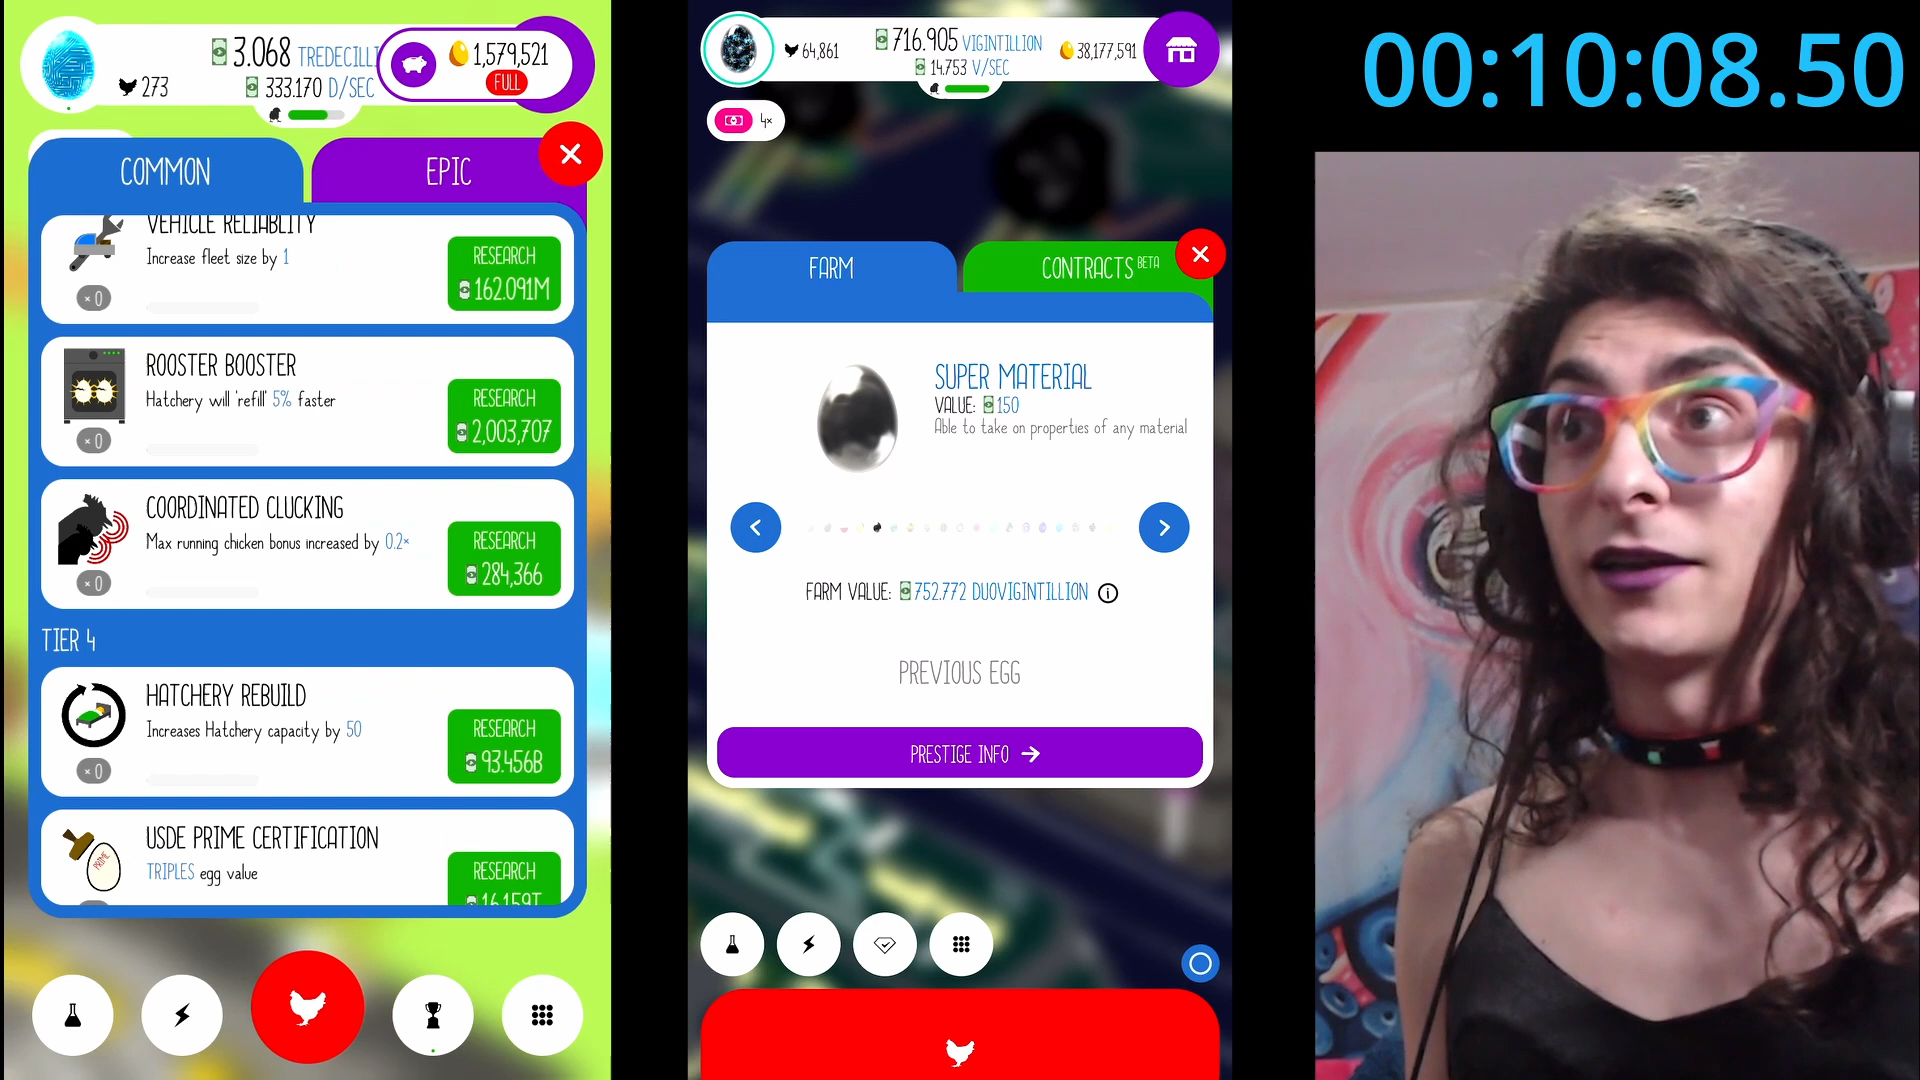 3.068 TREDECILLI
273
333.170 D/SEC
1,579,521
FULL
COMMON
EPIC
VEHICLE RELIABLITY
Increase fleet size by 1
× 0
RESEARCH
162.091M
ROOSTER BOOSTER
Hatchery will 'refill' 5% faster
× 0
RESEARCH
2,003,707
COORDINATED CLUCKING
Max running chicken bonus increased by 0.2×
× 0
RESEARCH
284,366
TIER 4
HATCHERY REBUILD
Increases Hatchery capacity by 50
× 0
RESEARCH
93.456B
USDE PRIME CERTIFICATION
TRIPLES egg value
PRIME
RESEARCH
16.159T
64,861
716.905 VIGINTILLION
14.753 V/SEC
38,177,591
4×
FARM
CONTRACTS BETA
SUPER MATERIAL
VALUE: 150
Able to take on properties of any material
FARM VALUE: 752.772 DUOVIGINTILLION
PREVIOUS EGG
PRESTIGE INFO
00:10:08.50